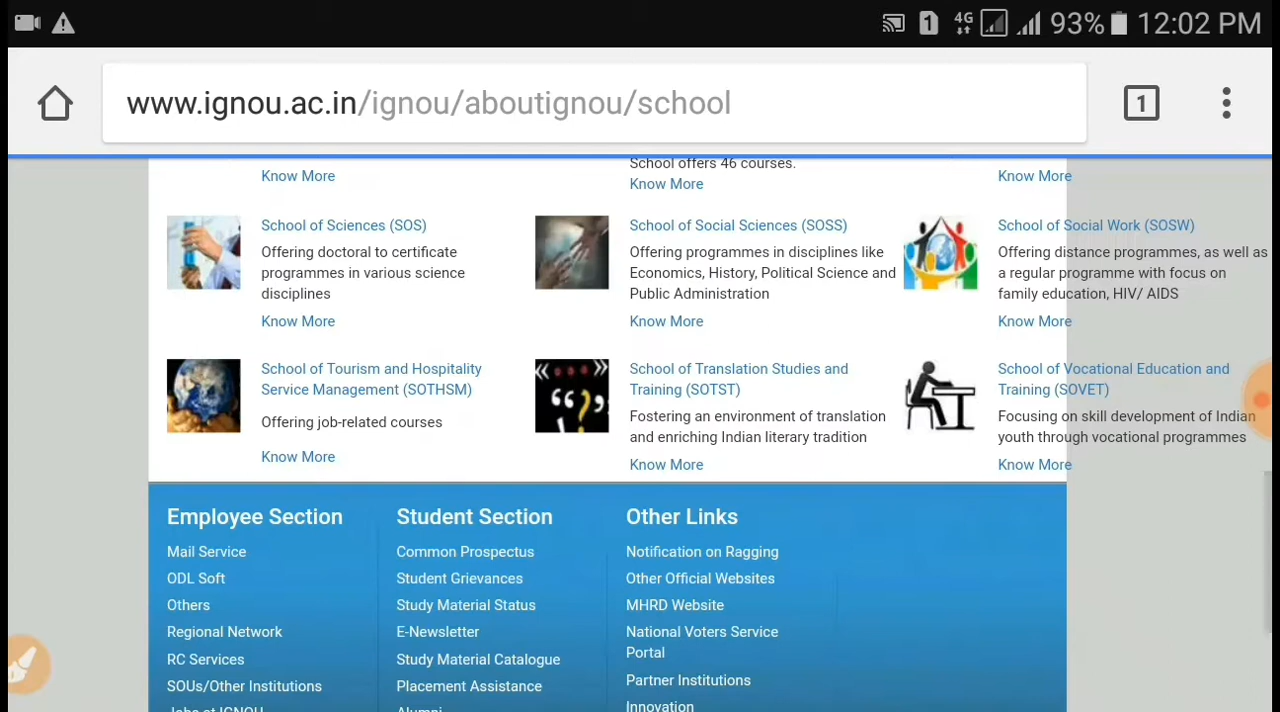 4G 1 93% 12:02 PM
www.ignou.ac.in/ignou/aboutignou/school
1
School offers 46 courses.
Know More
Know More
Know More
School of Sciences (SOS)
Offering doctoral to certificate
programmes in various science
disciplines
Know More
School of Social Sciences (SOSS)
Offering programmes in disciplines like
Economics, History, Political Science and
Public Administration
Know More
School of Social Work (SOSW)
Offering distance programmes, as well as
a regular programme with focus on
family education, HIV/ AIDS
Know More
School of Tourism and Hospitality
Service Management (SOTHSM)
Offering job-related courses
Know More
School of Translation Studies and
Training (SOTST)
Fostering an environment of translation
and enriching Indian literary tradition
Know More
School of Vocational Education and
Training (SOVET)
Focusing on skill development of Indian
youth through vocational programmes
Know More
Employee Section
Mail Service
ODL Soft
Others
Regional Network
RC Services
SOUs/Other Institutions
Jobs at IGNOU
Student Section
Common Prospectus
Student Grievances
Study Material Status
E-Newsletter
Study Material Catalogue
Placement Assistance
Alumni
Other Links
Notification on Ragging
Other Official Websites
MHRD Website
National Voters Service
Portal
Partner Institutions
Innovation